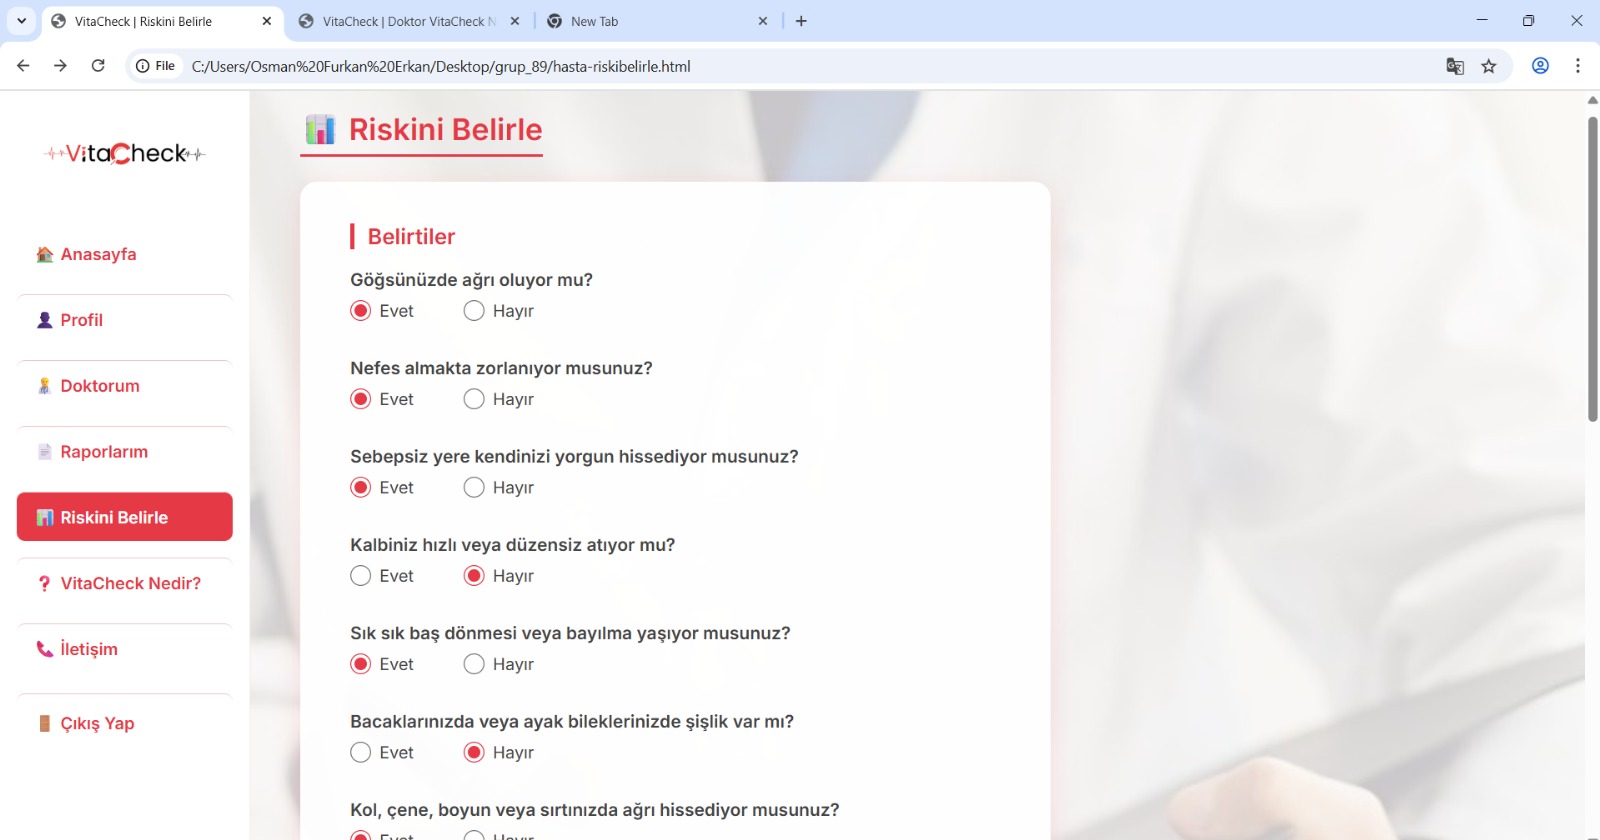 VitaCheck | Riskini Belirle
VitaCheck | Doktor VitaCheck N
New Tab
File
C:/Users/Osman%20Furkan%20Erkan/Desktop/grup_89/hasta-riskibelirle.html
VitaCheck
Anasayfa
Profil
Doktorum
Raporlarım
Riskini Belirle
VitaCheck Nedir?
İletişim
Çıkış Yap
Riskini Belirle
Belirtiler
Göğsünüzde ağrı oluyor mu?
Evet Hayır
Nefes almakta zorlanıyor musunuz?
Evet Hayır
Sebepsiz yere kendinizi yorgun hissediyor musunuz?
Evet Hayır
Kalbiniz hızlı veya düzensiz atıyor mu?
Evet Hayır
Sık sık baş dönmesi veya bayılma yaşıyor musunuz?
Evet Hayır
Bacaklarınızda veya ayak bileklerinizde şişlik var mı?
Evet Hayır
Kol, çene, boyun veya sırtınızda ağrı hissediyor musunuz?
Evet Hayır